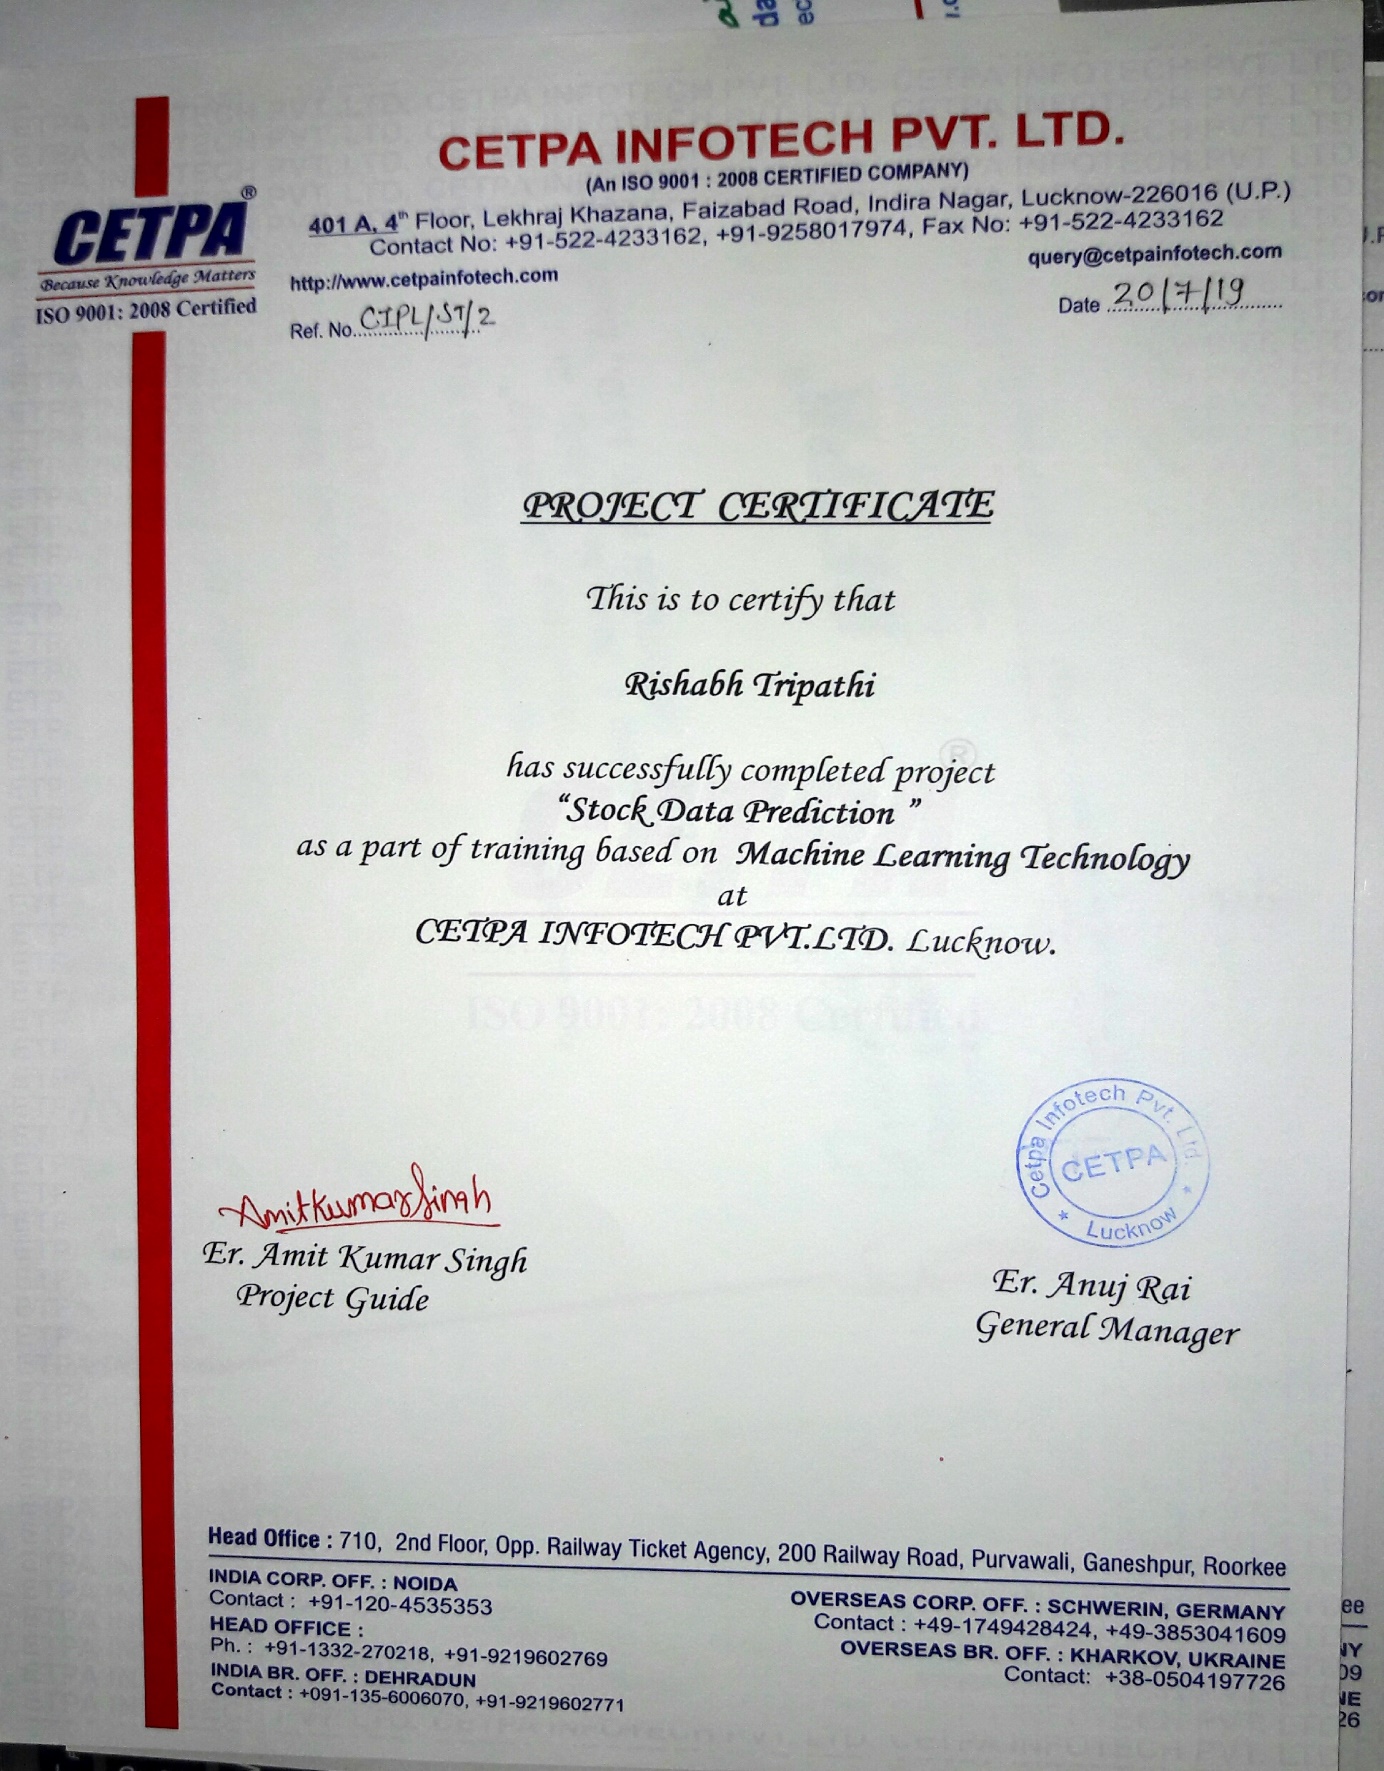 CETPA INFOTECH PVT. LTD.
(An ISO 9001 : 2008 CERTIFIED COMPANY)
401 A, 4th Floor, Lekhraj Khazana, Faizabad Road, Indira Nagar, Lucknow-226016 (U.P.)
Contact No: +91-522-4233162, +91-9258017974, Fax No: +91-522-4233162
CETPA®
Because Knowledge Matters
ISO 9001: 2008 Certified
http://www.cetpainfotech.com
query@cetpainfotech.com
Ref. No. CIPL/ST/2
Date 20/7/19
PROJECT CERTIFICATE
This is to certify that
Rishabh Tripathi
has successfully completed project
“Stock Data Prediction ”
as a part of training based on Machine Learning Technology
at
CETPA INFOTECH PVT.LTD. Lucknow.
ISO 9001: 2008 Certified
Cetpa Infotech Pvt. Ltd.
CETPA
* Lucknow *
AmitKumarSingh
Er. Amit Kumar Singh
Project Guide
Er. Anuj Rai
General Manager
Head Office : 710, 2nd Floor, Opp. Railway Ticket Agency, 200 Railway Road, Purvawali, Ganeshpur, Roorkee
INDIA CORP. OFF. : NOIDA
Contact : +91-120-4535353
HEAD OFFICE :
Ph. : +91-1332-270218, +91-9219602769
INDIA BR. OFF. : DEHRADUN
Contact : +091-135-6006070, +91-9219602771
OVERSEAS CORP. OFF. : SCHWERIN, GERMANY
Contact : +49-1749428424, +49-3853041609
OVERSEAS BR. OFF. : KHARKOV, UKRAINE
Contact: +38-0504197726